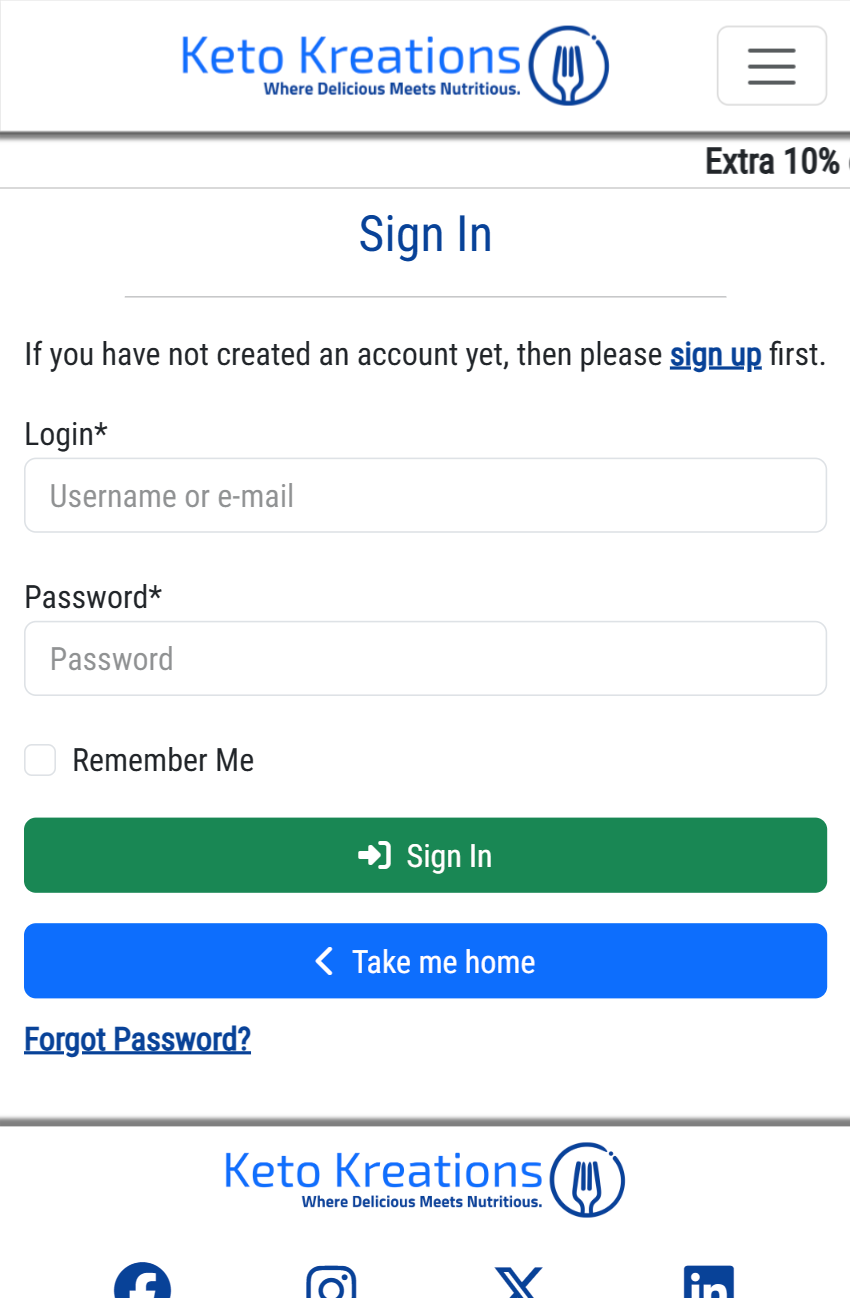 Keto Kreations
Where Delicious Meets Nutritious.
Extra 10%
Sign In
If you have not created an account yet, then please sign up first.
Login*
Username or e-mail
Password*
Password
Remember Me
Sign In
Take me home
Forgot Password?
Keto Kreations
Where Delicious Meets Nutritious.